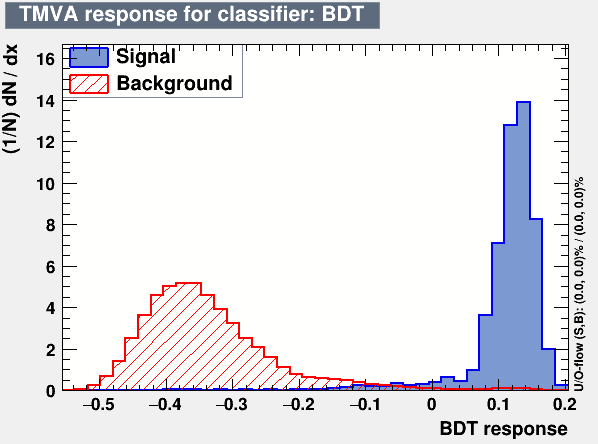 TMVA response for classifier: BDT
(1/N) dN / dx
Signal
Background
16
14
12
10
8
6
4
2
0
−0.5 −0.4 −0.3 −0.2 −0.1 0 0.1 0.2
BDT response
U/O-flow (S,B): (0.0, 0.0)% / (0.0, 0.0)%